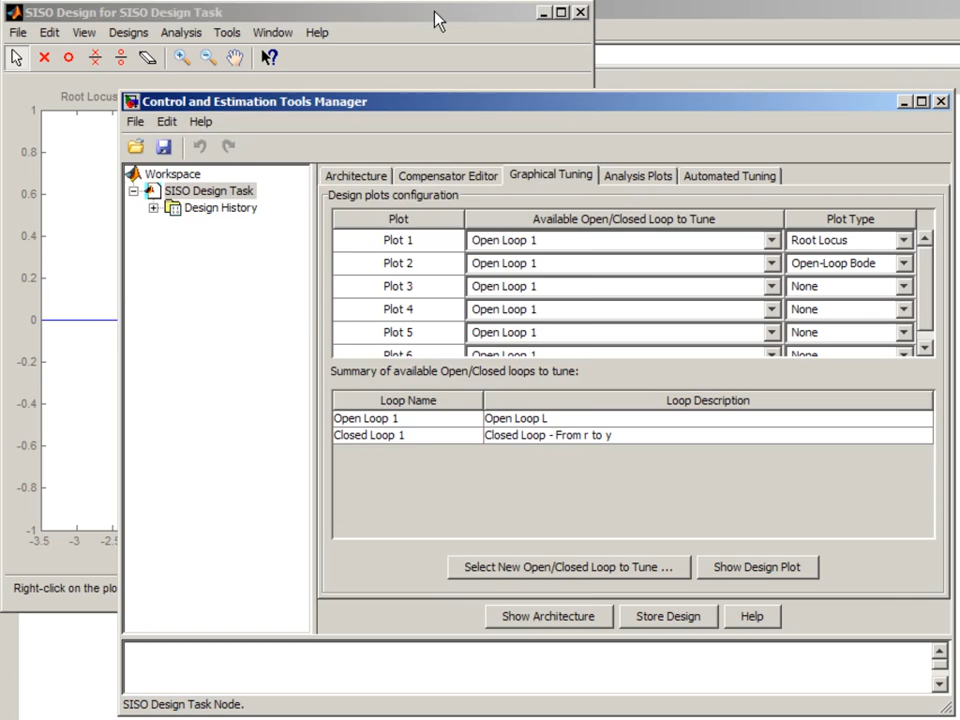 SISO Design for SISO Design Task
File Edit View Designs Analysis Tools Window Help
Root Locus
1
0.8
0.6
0.4
0.2
0
-0.2
-0.4
-0.6
-0.8
-1
-3.5 -3 -2.5
Right-click on the plo
Control and Estimation Tools Manager
File Edit Help
Workspace
SISO Design Task
Design History
Architecture Compensator Editor Graphical Tuning Analysis Plots Automated Tuning
Design plots configuration
Plot Available Open/Closed Loop to Tune Plot Type
Plot 1 Open Loop 1 Root Locus
Plot 2 Open Loop 1 Open-Loop Bode
Plot 3 Open Loop 1 None
Plot 4 Open Loop 1 None
Plot 5 Open Loop 1 None
Plot 6 Open Loop 1 None
Summary of available Open/Closed loops to tune:
Loop Name Loop Description
Open Loop 1 Open Loop L
Closed Loop 1 Closed Loop - From r to y
Select New Open/Closed Loop to Tune ... Show Design Plot
Show Architecture Store Design Help
SISO Design Task Node.